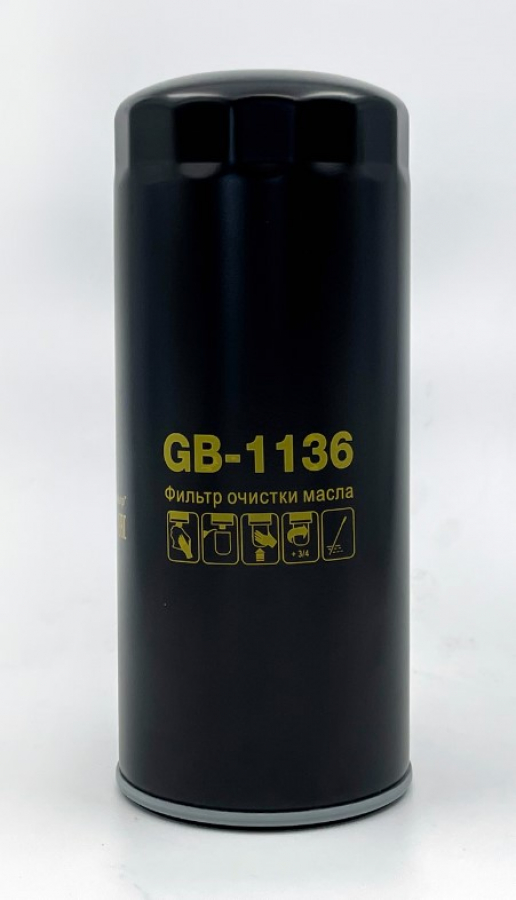 GB-1136
Фильтр очистки масла
+ 3/4